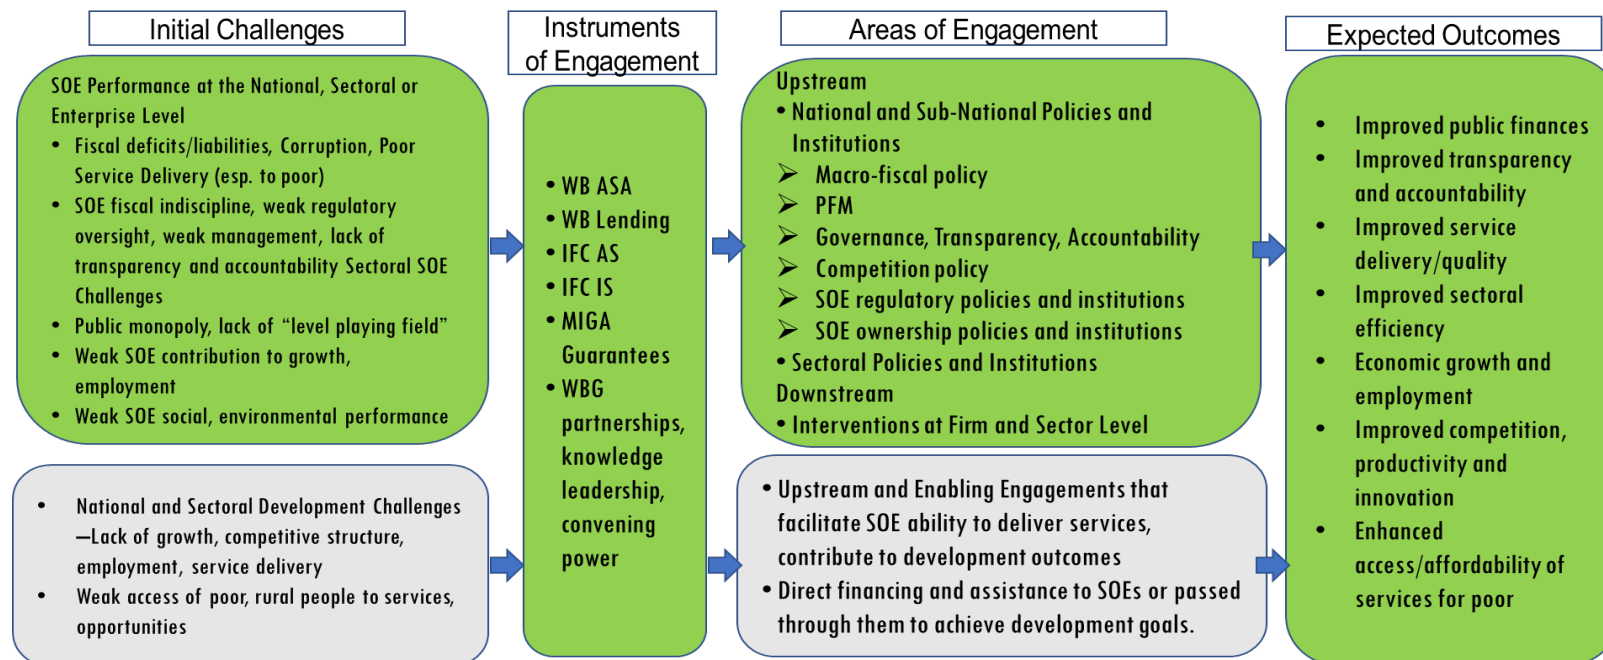 Initial Challenges
SOE Performance at the National, Sectoral or
Enterprise Level
• Fiscal deficits/liabilities, Corruption, Poor
Service Delivery (esp. to poor)
• SOE fiscal indiscipline, weak regulatory
oversight, weak management, lack of
transparency and accountability Sectoral SOE
Challenges
• Public monopoly, lack of “level playing field”
• Weak SOE contribution to growth,
employment
• Weak SOE social, environmental performance
• National and Sectoral Development Challenges
–Lack of growth, competitive structure,
employment, service delivery
• Weak access of poor, rural people to services,
opportunities
Instruments
of Engagement
• WB ASA
• WB Lending
• IFC AS
• IFC IS
• MIGA
Guarantees
• WBG
partnerships,
knowledge
leadership,
convening
power
Areas of Engagement
Upstream
• National and Sub-National Policies and
Institutions
➢ Macro-fiscal policy
➢ PFM
➢ Governance, Transparency, Accountability
➢ Competition policy
➢ SOE regulatory policies and institutions
➢ SOE ownership policies and institutions
• Sectoral Policies and Institutions
Downstream
• Interventions at Firm and Sector Level
• Upstream and Enabling Engagements that
facilitate SOE ability to deliver services,
contribute to development outcomes
• Direct financing and assistance to SOEs or passed
through them to achieve development goals.
Expected Outcomes
• Improved public finances
• Improved transparency
and accountability
• Improved service
delivery/quality
• Improved sectoral
efficiency
• Economic growth and
employment
• Improved competition,
productivity and
innovation
• Enhanced
access/affordability of
services for poor